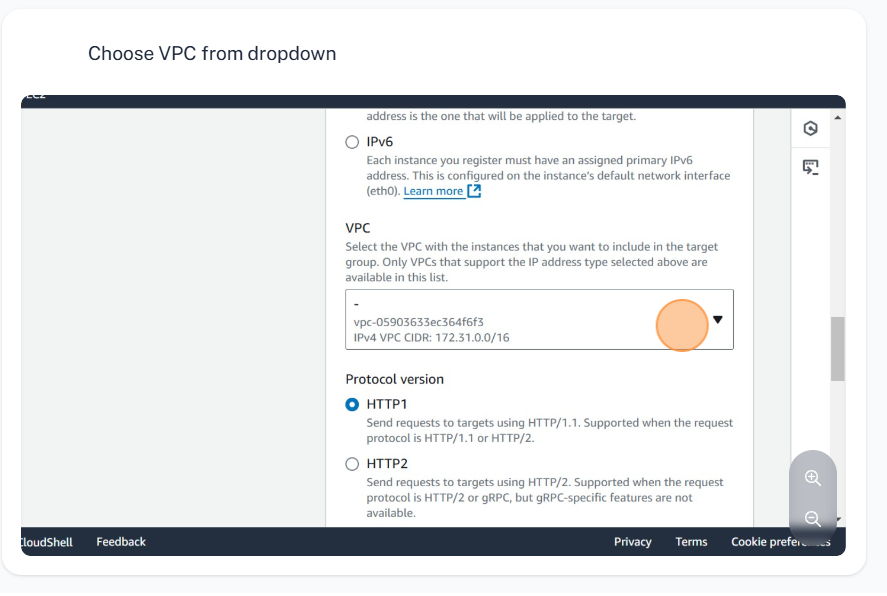 Choose VPC from dropdown
EC2
address is the one that will be applied to the target.
IPv6
Each instance you register must have an assigned primary IPv6
address. This is configured on the instance's default network interface
(eth0). Learn more
VPC
Select the VPC with the instances that you want to include in the target
group. Only VPCs that support the IP address type selected above are
available in this list.
-
vpc-05903633ec364f6f3
IPv4 VPC CIDR: 172.31.0.0/16
Protocol version
HTTP1
Send requests to targets using HTTP/1.1. Supported when the request
protocol is HTTP/1.1 or HTTP/2.
HTTP2
Send requests to targets using HTTP/2. Supported when the request
protocol is HTTP/2 or gRPC, but gRPC-specific features are not
available.
CloudShell Feedback Privacy Terms Cookie preferences